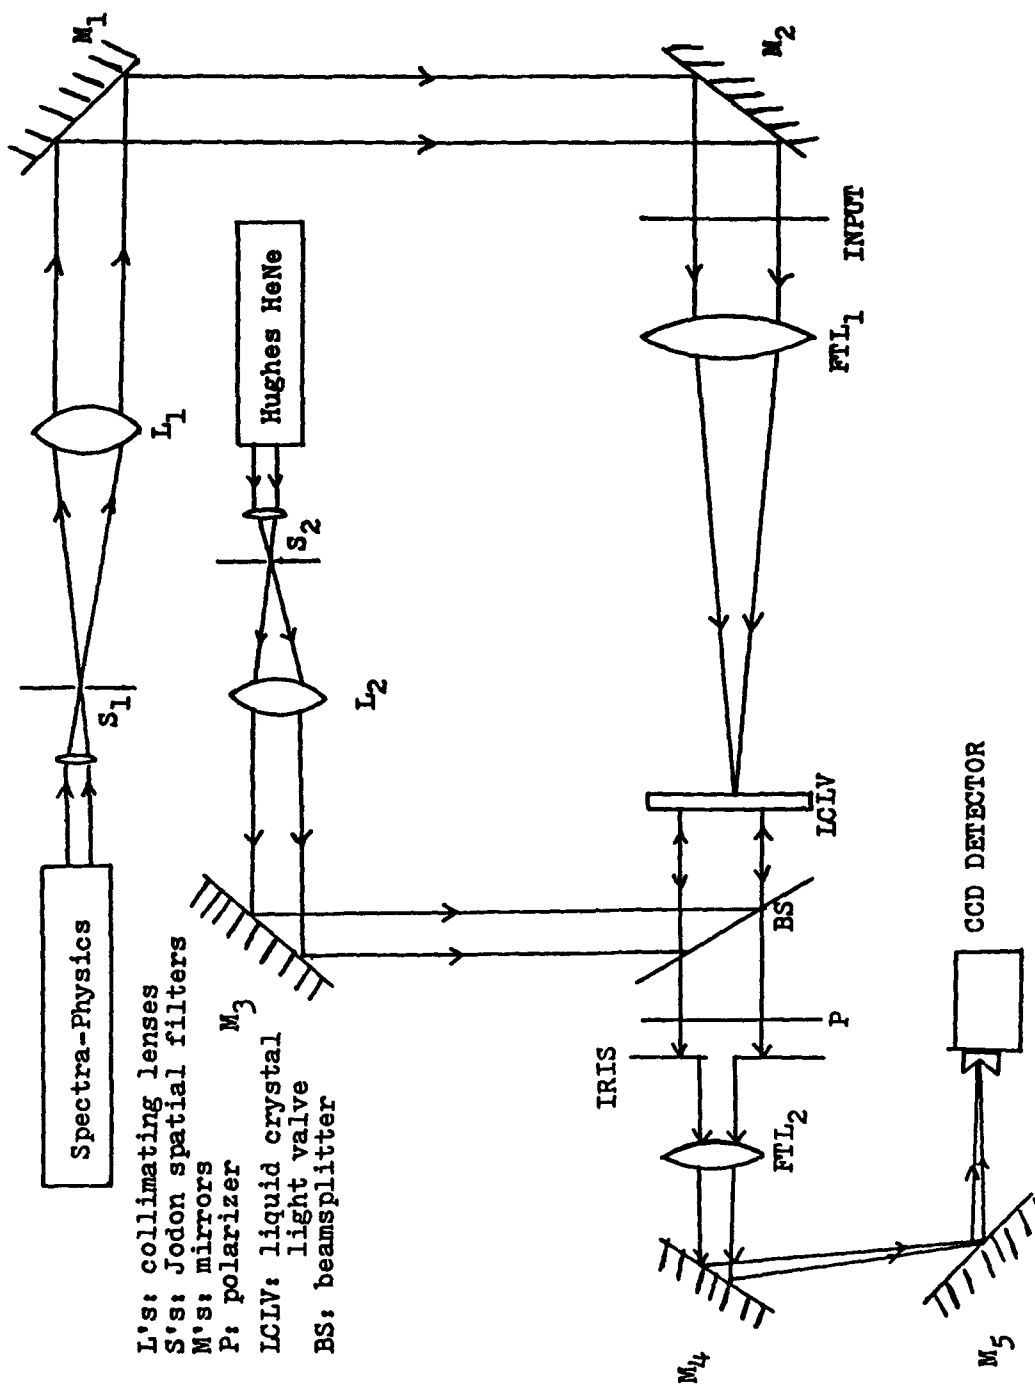 M1
M2
Spectra-Physics
S1
L1
Hughes HeNe
S2
L2
INPUT
FTL1
LCLV
BS
P
IRIS
FTL2
M3
M4
M5
CCD DETECTOR
L's: collimating lenses
S's: Jodon spatial filters
M's: mirrors
P: polarizer
LCLV: liquid crystal
light valve
BS: beamsplitter